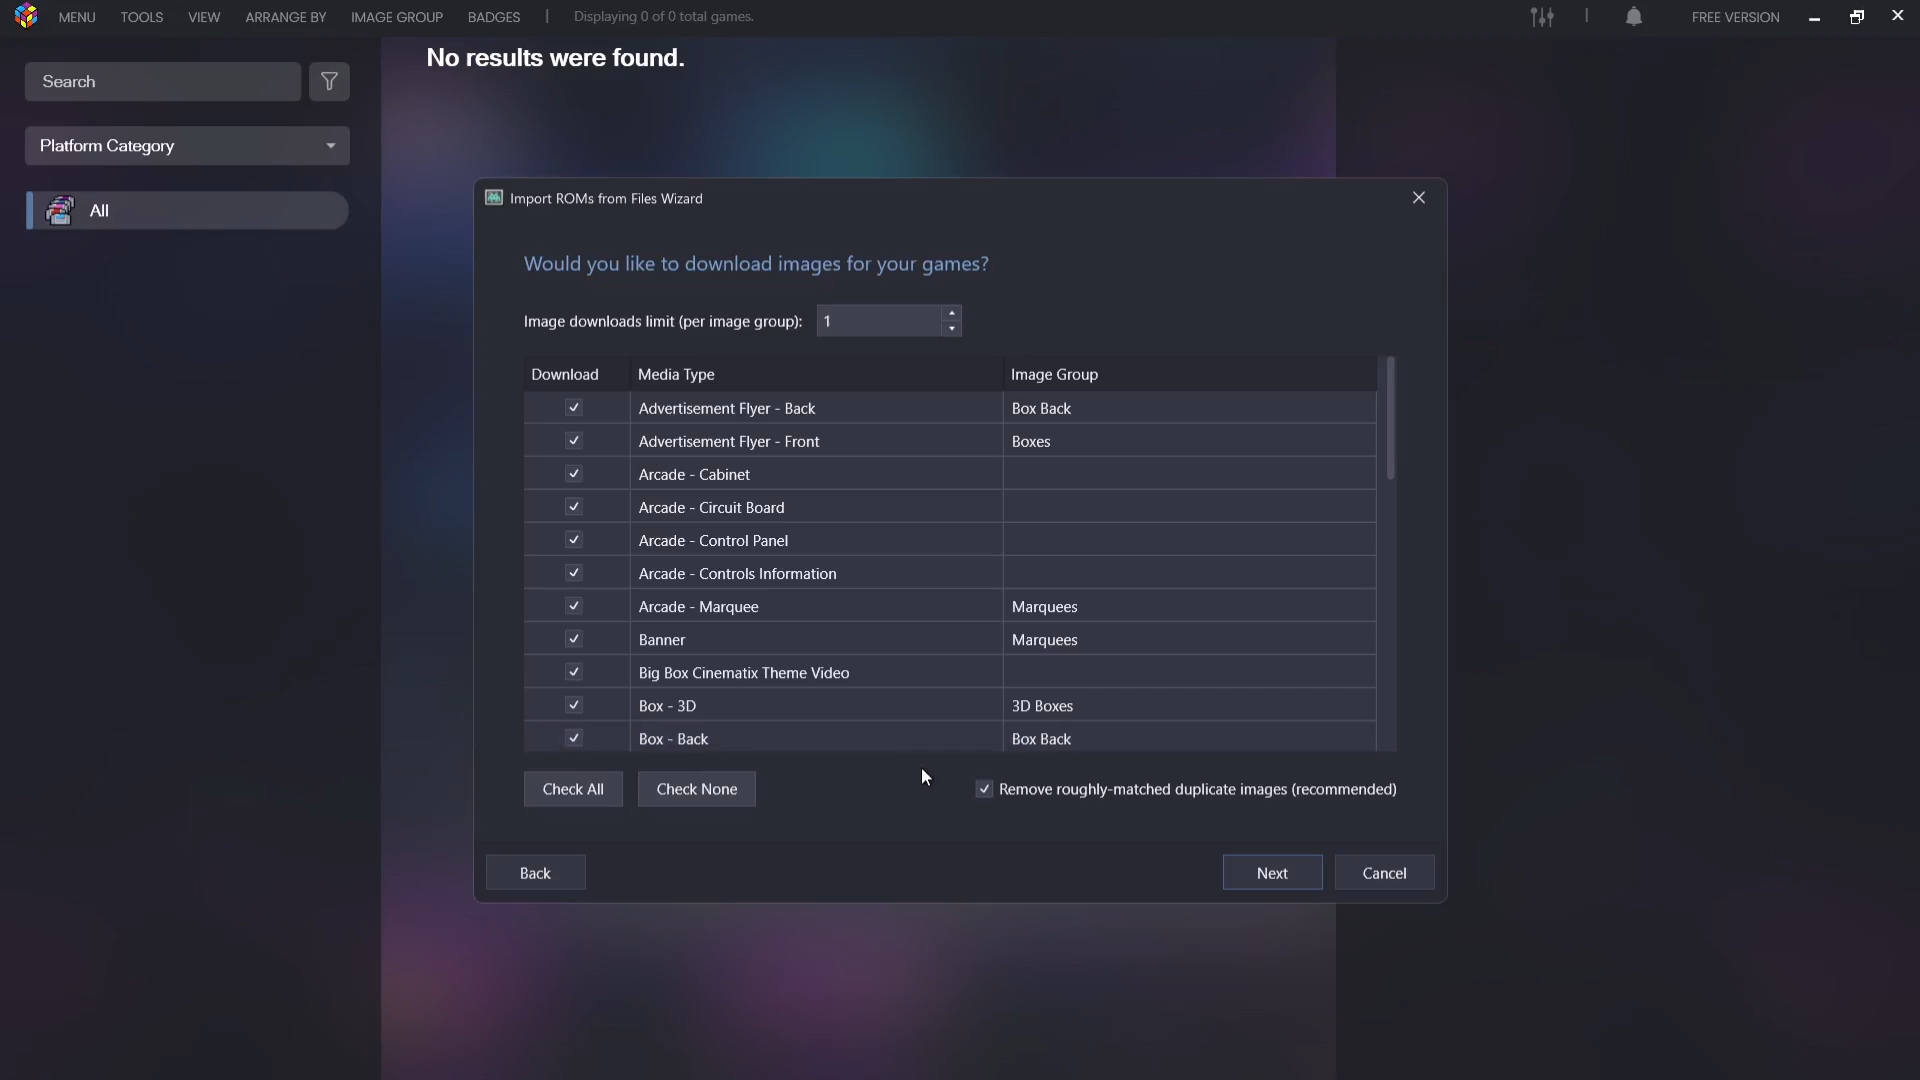 MENU TOOLS VIEW ARRANGE BY IMAGE GROUP BADGES | Displaying 0 of 0 total games. | FREE VERSION
No results were found.
Search
Platform Category
All
Import ROMs from Files Wizard
Would you like to download images for your games?
Image downloads limit (per image group): 1
Download Media Type Image Group
Advertisement Flyer - Back Box Back
Advertisement Flyer - Front Boxes
Arcade - Cabinet
Arcade - Circuit Board
Arcade - Control Panel
Arcade - Controls Information
Arcade - Marquee Marquees
Banner Marquees
Big Box Cinematix Theme Video
Box - 3D 3D Boxes
Box - Back Box Back
Check All Check None Remove roughly-matched duplicate images (recommended)
Back Next Cancel